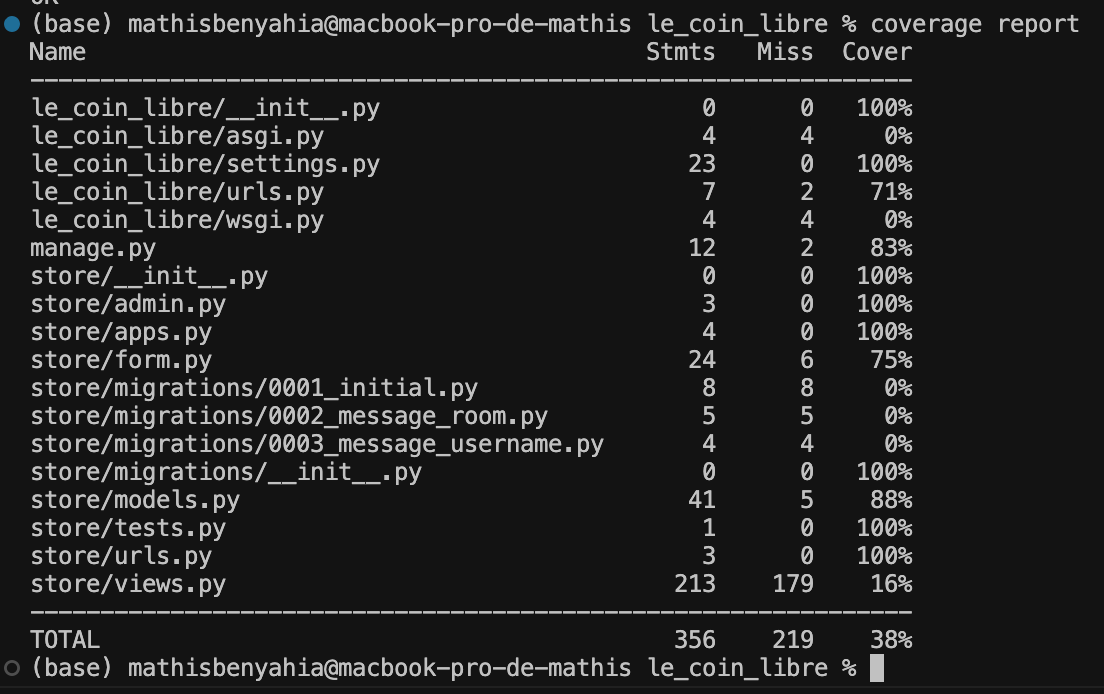 OK
(base) mathisbenyahia@macbook-pro-de-mathis le_coin_libre % coverage report
Name Stmts Miss Cover
---------------------------------------------------------------
le_coin_libre/__init__.py 0 0 100%
le_coin_libre/asgi.py 4 4 0%
le_coin_libre/settings.py 23 0 100%
le_coin_libre/urls.py 7 2 71%
le_coin_libre/wsgi.py 4 4 0%
manage.py 12 2 83%
store/__init__.py 0 0 100%
store/admin.py 3 0 100%
store/apps.py 4 0 100%
store/form.py 24 6 75%
store/migrations/0001_initial.py 8 8 0%
store/migrations/0002_message_room.py 5 5 0%
store/migrations/0003_message_username.py 4 4 0%
store/migrations/__init__.py 0 0 100%
store/models.py 41 5 88%
store/tests.py 1 0 100%
store/urls.py 3 0 100%
store/views.py 213 179 16%
---------------------------------------------------------------
TOTAL 356 219 38%
(base) mathisbenyahia@macbook-pro-de-mathis le_coin_libre %